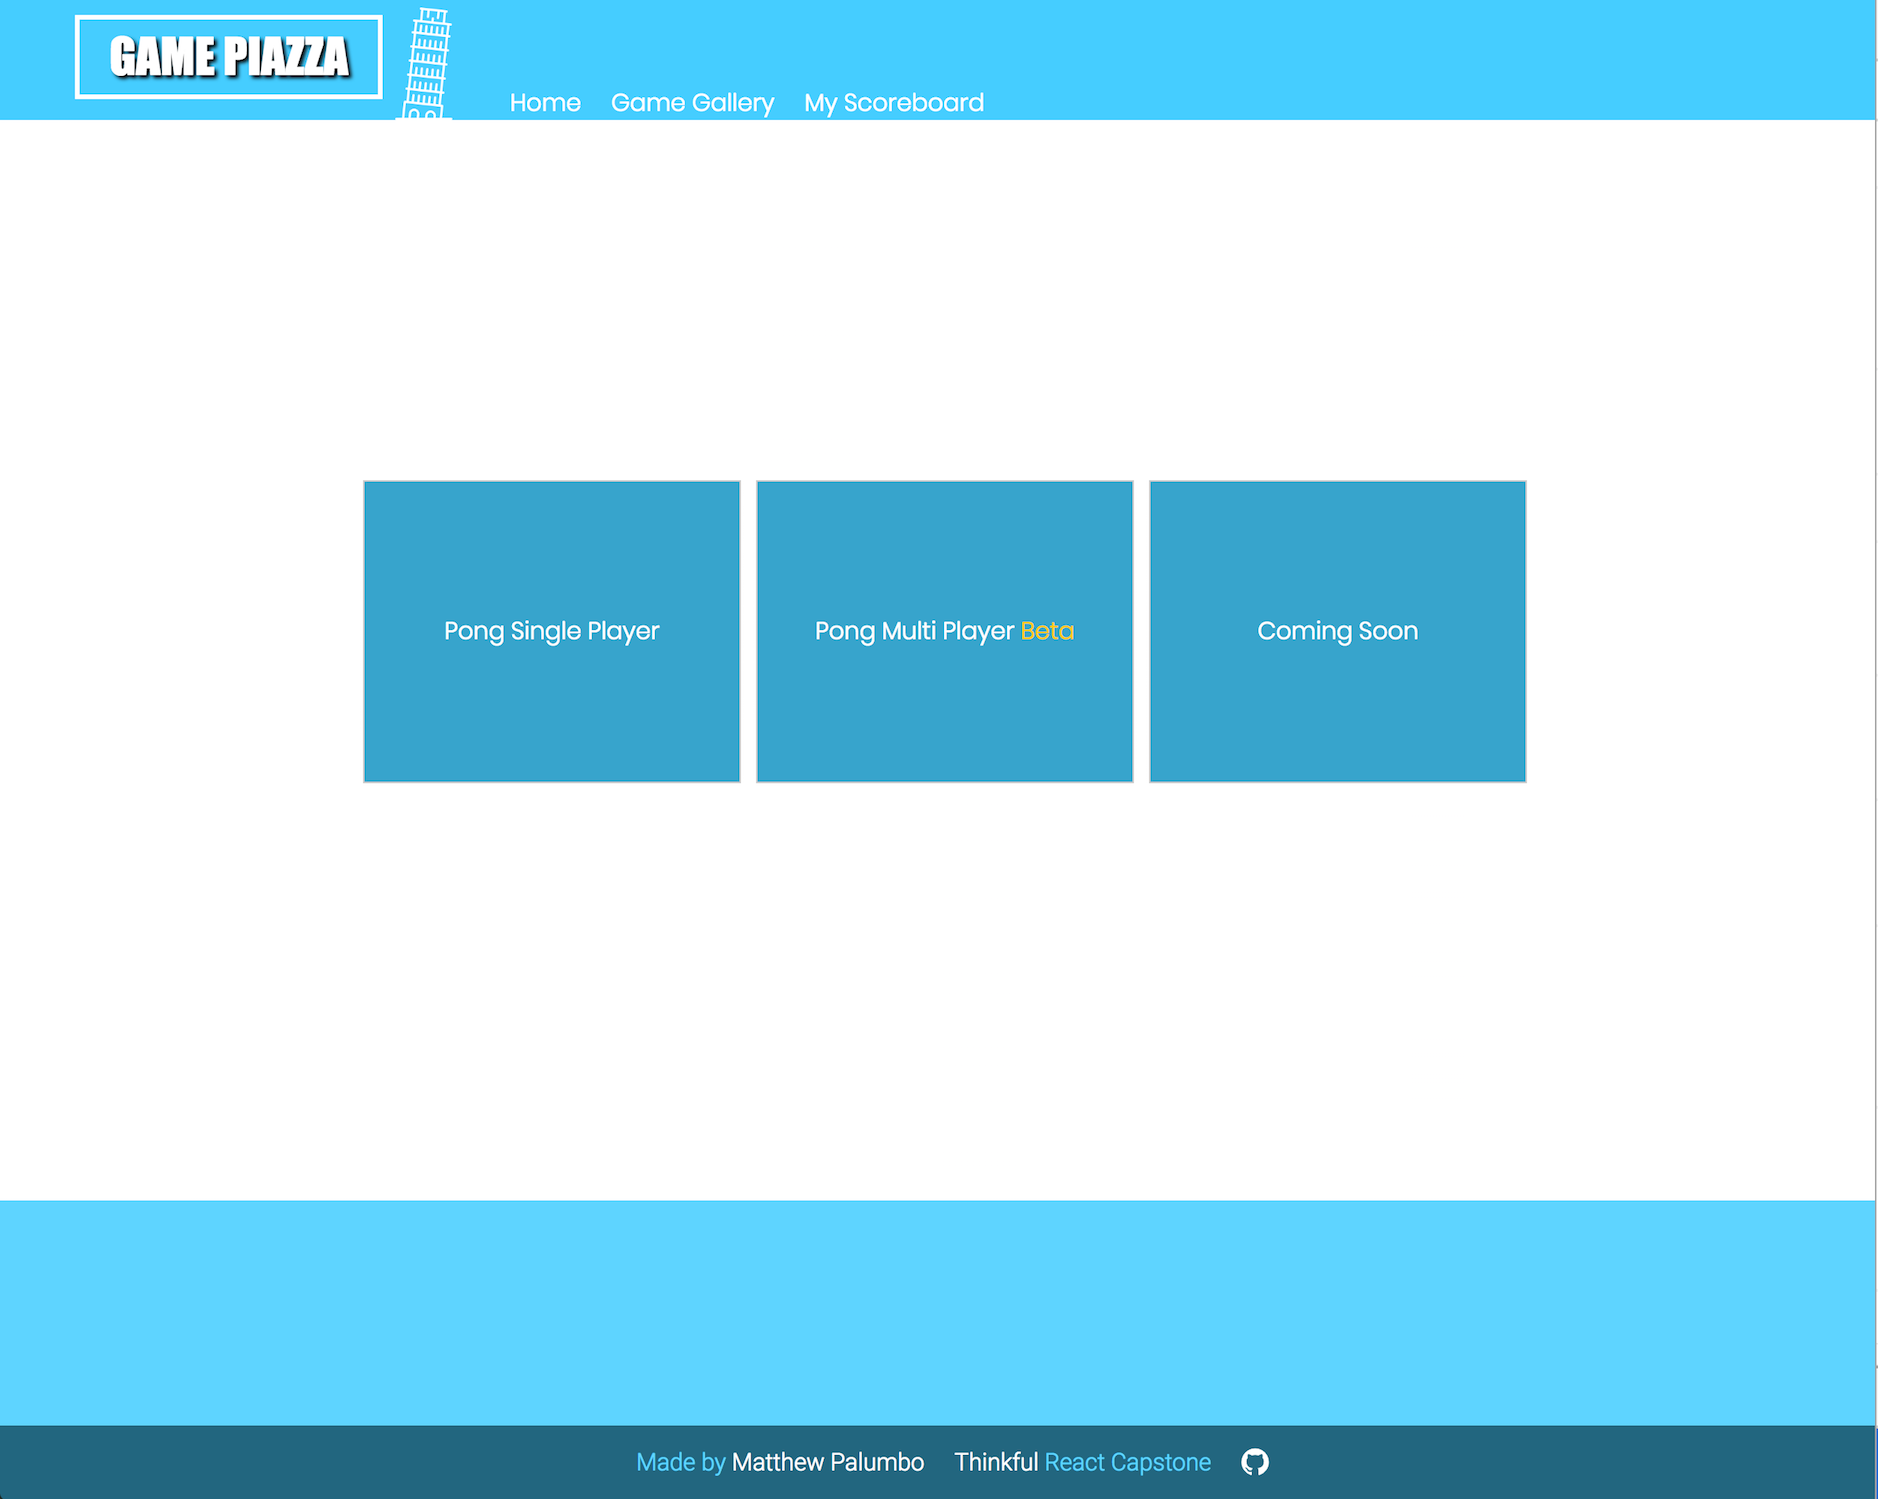 GAME PIAZZA
Home Game Gallery My Scoreboard
Pong Single Player
Pong Multi Player Beta
Coming Soon
Made by Matthew Palumbo Thinkful React Capstone